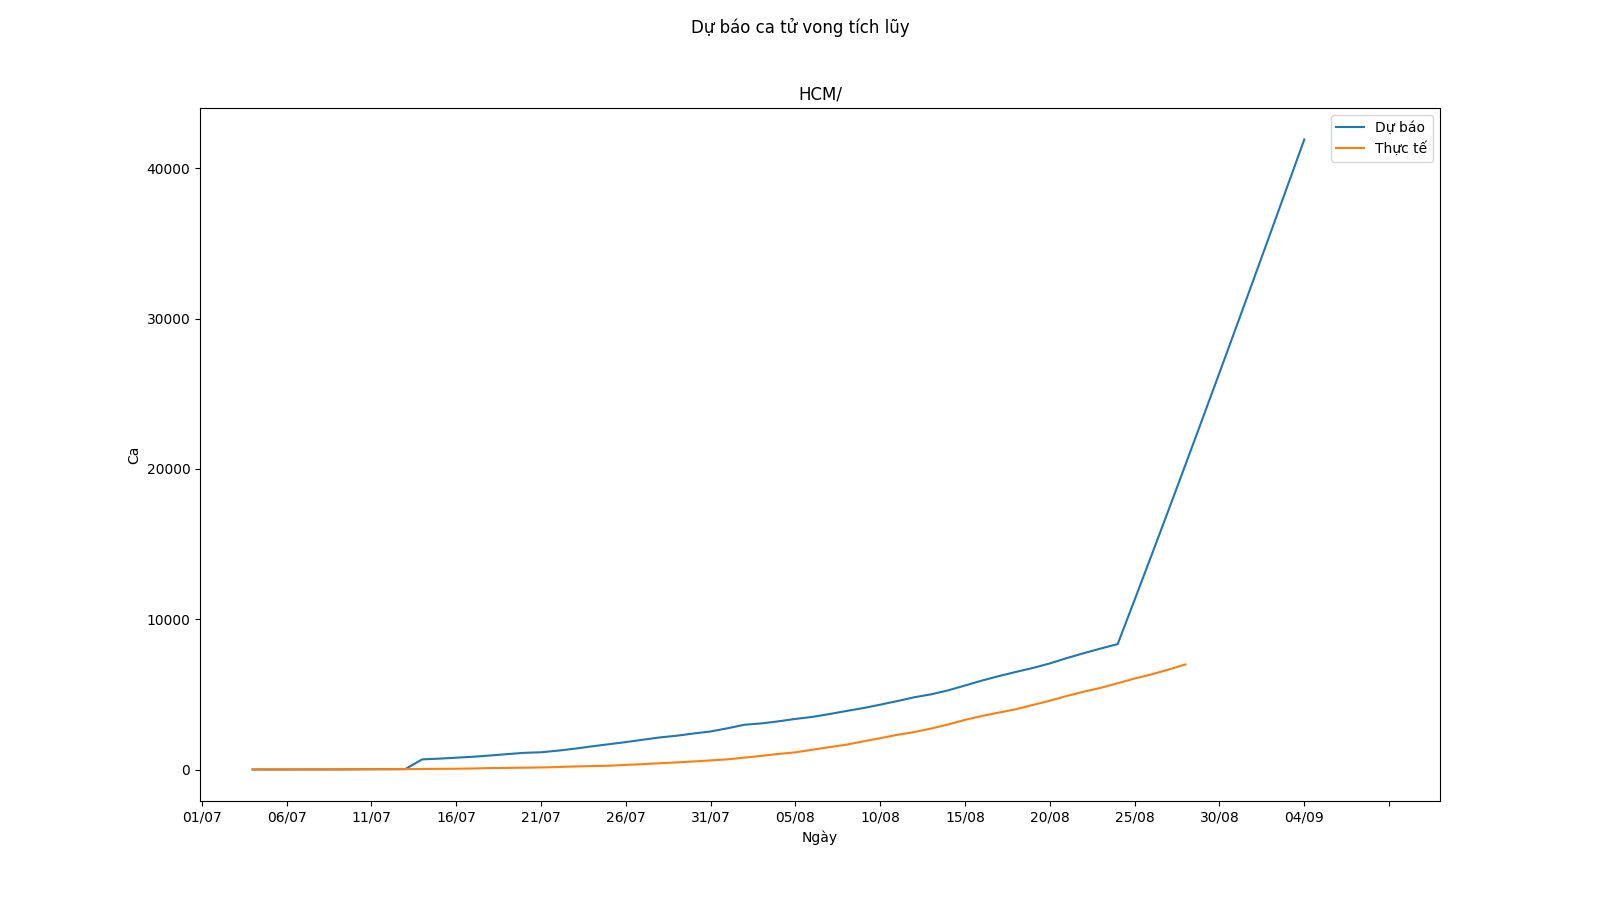 Dự báo ca tử vong tích lũy
HCM/
Dự báo
Thực tế
40000
30000
20000
10000
0
Ca
01/07 06/07 11/07 16/07 21/07 26/07 31/07 05/08 10/08 15/08 20/08 25/08 30/08 04/09
Ngày